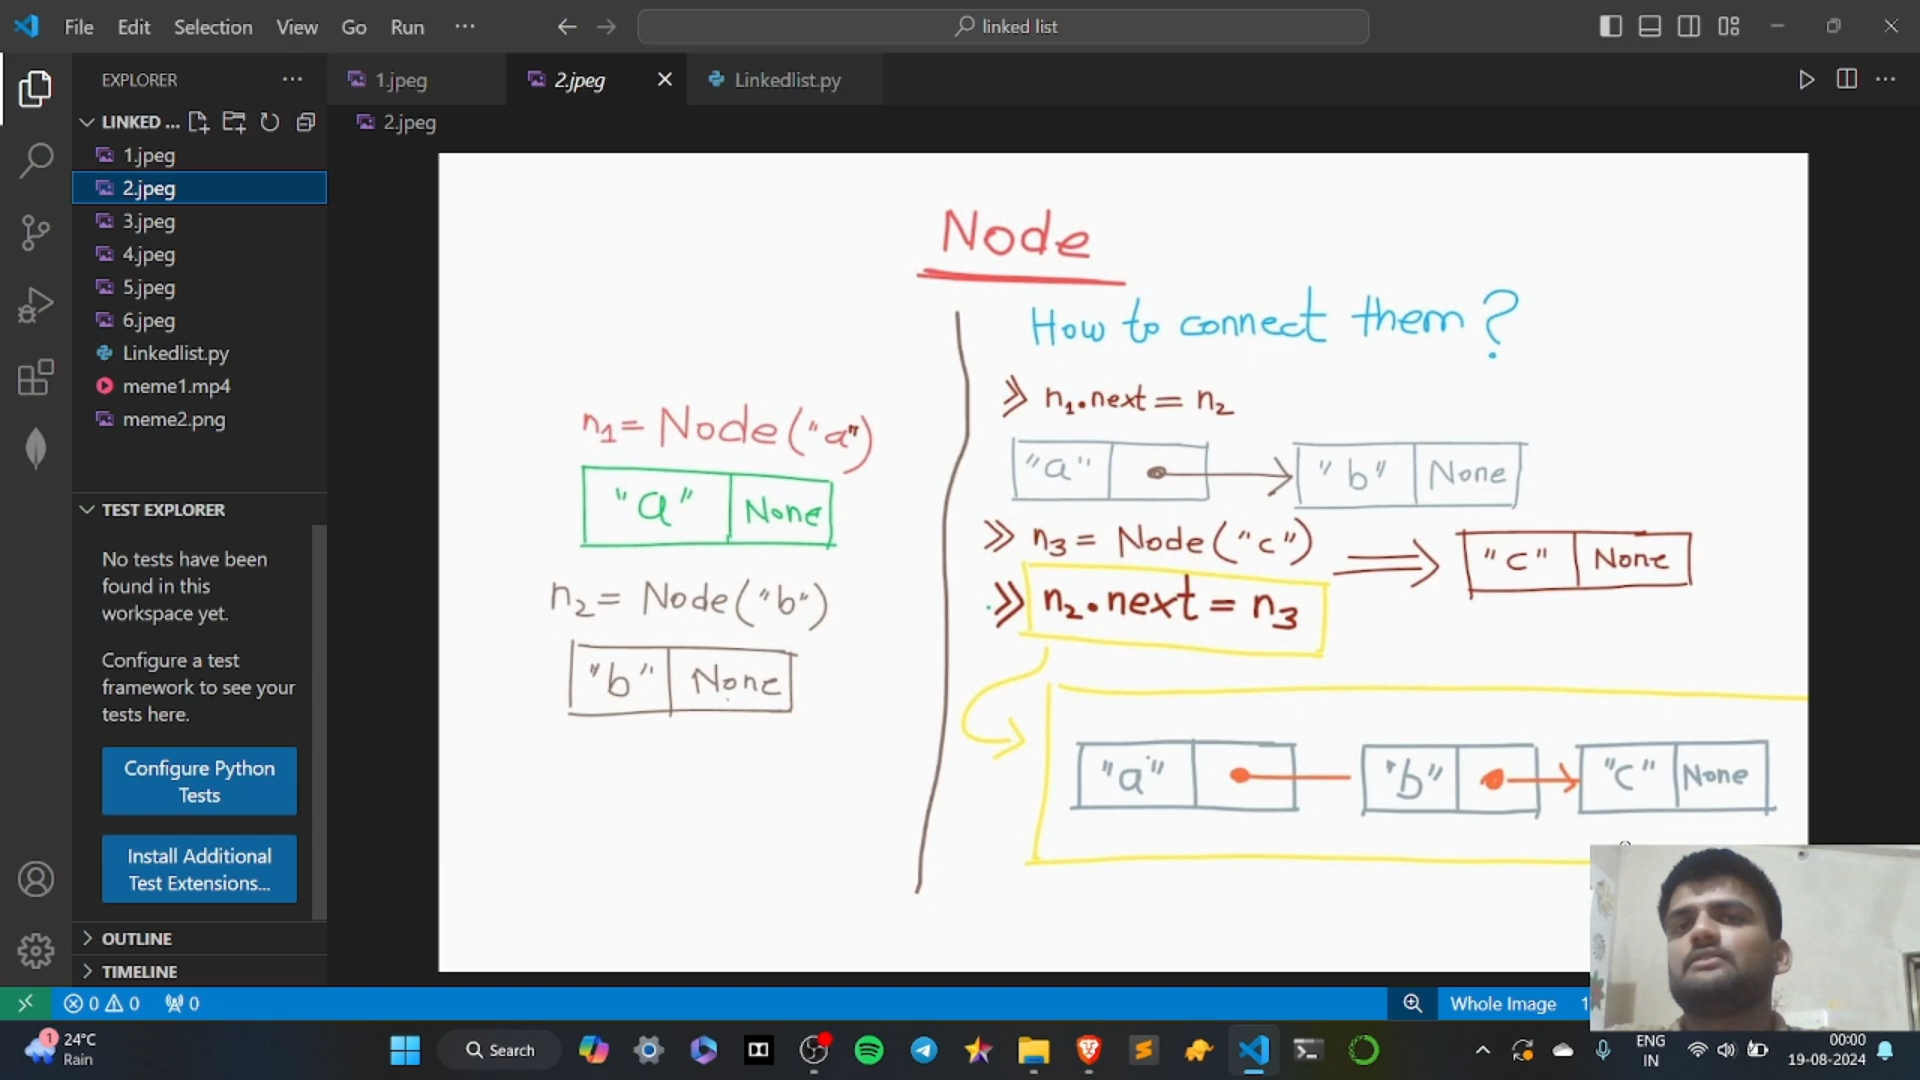 File Edit Selection View Go Run ···
linked list
EXPLORER ···
1.jpeg
2.jpeg
Linkedlist.py
LINKED ...
2.jpeg
1.jpeg
2.jpeg
3.jpeg
4.jpeg
5.jpeg
6.jpeg
Linkedlist.py
meme1.mp4
meme2.png
TEST EXPLORER
No tests have been
found in this
workspace yet.
Configure a test
framework to see your
tests here.
Configure Python
Tests
Install Additional
Test Extensions...
OUTLINE
TIMELINE
Node
n₁= Node("a")
"a" None
n₂= Node("b")
"b" None
How to connect them?
>> n₁.next = n₂
"a" "b" None
>> n₃ = Node("c") "c" None
>> n₂.next = n₃
"a" "b" "c" None
0 0 0
Whole Image
1
24°C
Rain
Search
ENG
IN
00:00
19-08-2024